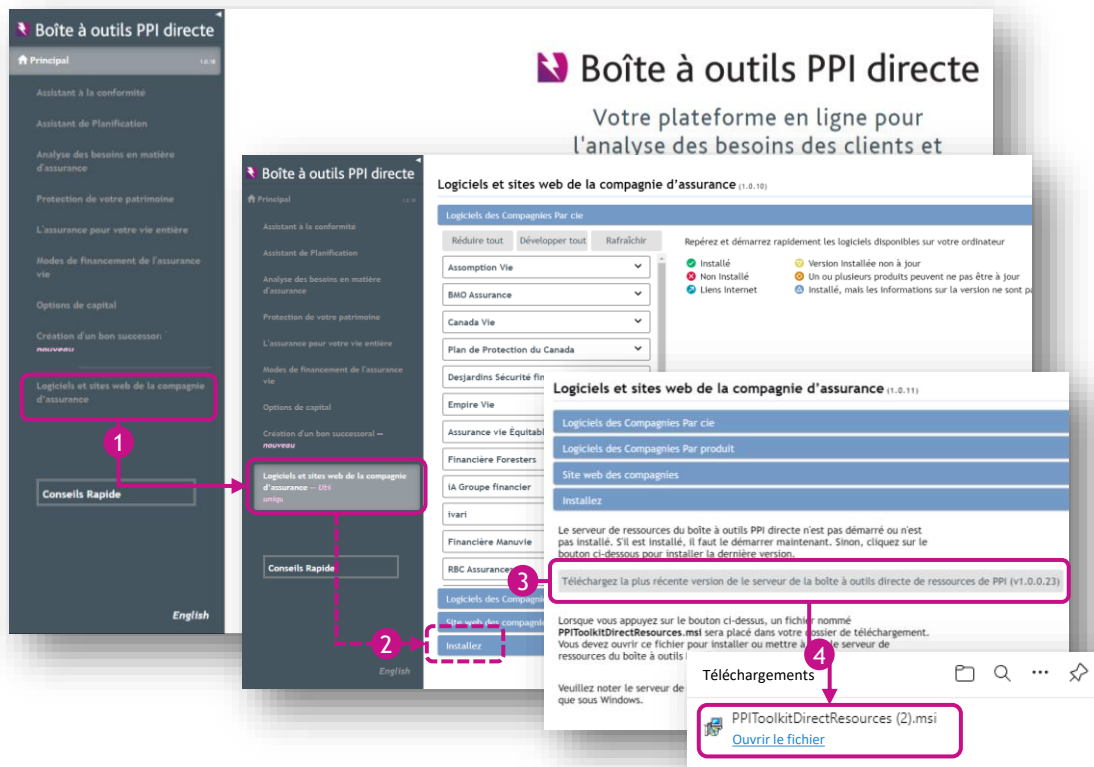 Boîte à outils PPI directe
Principal 1.0.10
Assistant à la conformité
Assistant de Planification
Analyse des besoins en matière
d'assurance
Protection de votre patrimoine
L'assurance pour votre vie entière
Modes de financement de l'assurance
vie
Options de capital
Création d'un bon successor
nouveau
Logiciels et sites web de la compagnie
d'assurance
1
Conseils Rapide
English
Boîte à outils PPI directe
Votre plateforme en ligne pour
l'analyse des besoins des clients et
Boîte à outils PPI directe
Principal
Assistant à la conformité
Assistant de Planification
Analyse des besoins en matière
d'assurance
Protection de votre patrimoine
L'assurance pour votre vie entière
Modes de financement de l'assurance
vie
Options de capital
Création d'un bon successoral —
nouveau
Logiciels et sites web de la compagnie
d'assurance —
uniqu
Conseils Rapide
2
English
Logiciels et sites web de la compagnie d'assurance (1.0.10)
Logiciels des Compagnies Par cie
Réduire tout Développer tout Rafraîchir
Assomption Vie
BMO Assurance
Canada Vie
Plan de Protection du Canada
Desjardins Sécurité fin
Empire Vie
Assurance vie Équitabl
Financière Foresters
iA Groupe financier
ivari
Financière Manuvie
RBC Assurances
Logiciels des Compagni
Site web des compagnie
Installez
Repérez et démarrez rapidement les logiciels disponibles sur votre ordinateur
Installé
Version Installée non à jour
Non Installé
Un ou plusieurs produits peuvent ne pas être à jour
Liens Internet
Installé, mais les Informations sur la version ne sont pa
Logiciels et sites web de la compagnie d'assurance (1.0.11)
Logiciels des Compagnies Par cie
Logiciels des Compagnies Par produit
Site web des compagnies
Installez
Le serveur de ressources du boîte à outils PPI directe n'est pas démarré ou n'est
pas installé. S'il est installé, il faut le démarrer maintenant. Sinon, cliquez sur le
bouton ci-dessous pour installer la dernière version.
3
Téléchargez la plus récente version de le serveur de la boîte à outils directe de ressources de PPI (v1.0.0.23)
Lorsque vous appuyez sur le bouton ci-dessus, un fichier nommé
PPIToolkitDirectResources.msi sera placé dans votre dossier de téléchargement.
Vous devez ouvrir ce fichier pour installer ou mettre à le serveur de
ressources du boîte à outils
Veuillez noter le serveur de
que sous Windows.
4
Téléchargements
PPIToolkitDirectResources (2).msi
Ouvrir le fichier